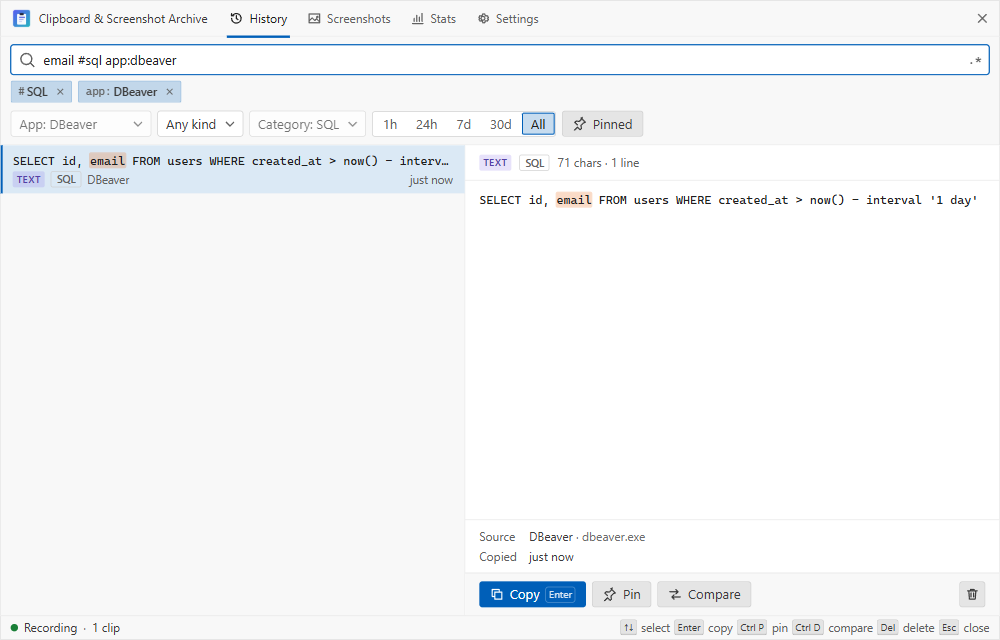 Clipboard & Screenshot Archive History Screenshots Stats Settings
email #sql app:dbeaver .*
# SQL × app: DBeaver ×
App: DBeaver Any kind Category: SQL 1h 24h 7d 30d All Pinned
SELECT id, email FROM users WHERE created_at > now() - interv…
TEXT SQL DBeaver just now
TEXT SQL 71 chars · 1 line
SELECT id, email FROM users WHERE created_at > now() - interval '1 day'
Source DBeaver · dbeaver.exe
Copied just now
Copy Enter Pin Compare
Recording · 1 clip ↑↓ select Enter copy Ctrl P pin Ctrl D compare Del delete Esc close